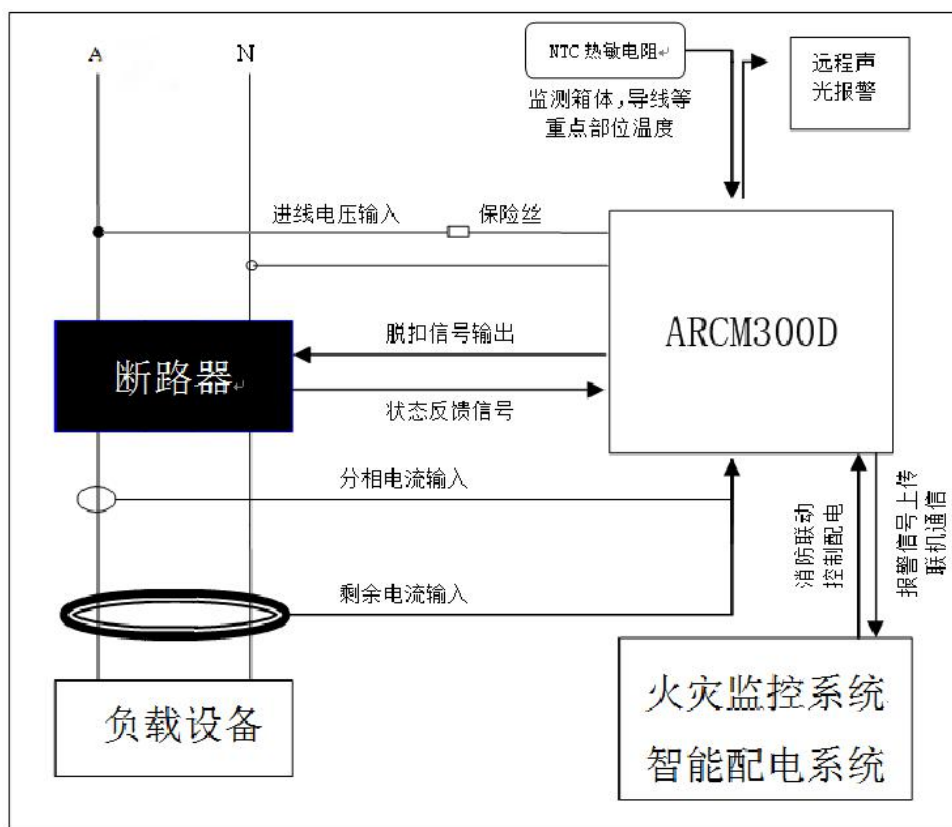 A
N
NTC 热敏电阻
监测箱体,导线等
重点部位温度
远程声
光报警
进线电压输入
保险丝
ARCM300D
脱扣信号输出
断路器
状态反馈信号
分相电流输入
剩余电流输入
消防联动
控制配电
报警信号上传
联机通信
负载设备
火灾监控系统
智能配电系统